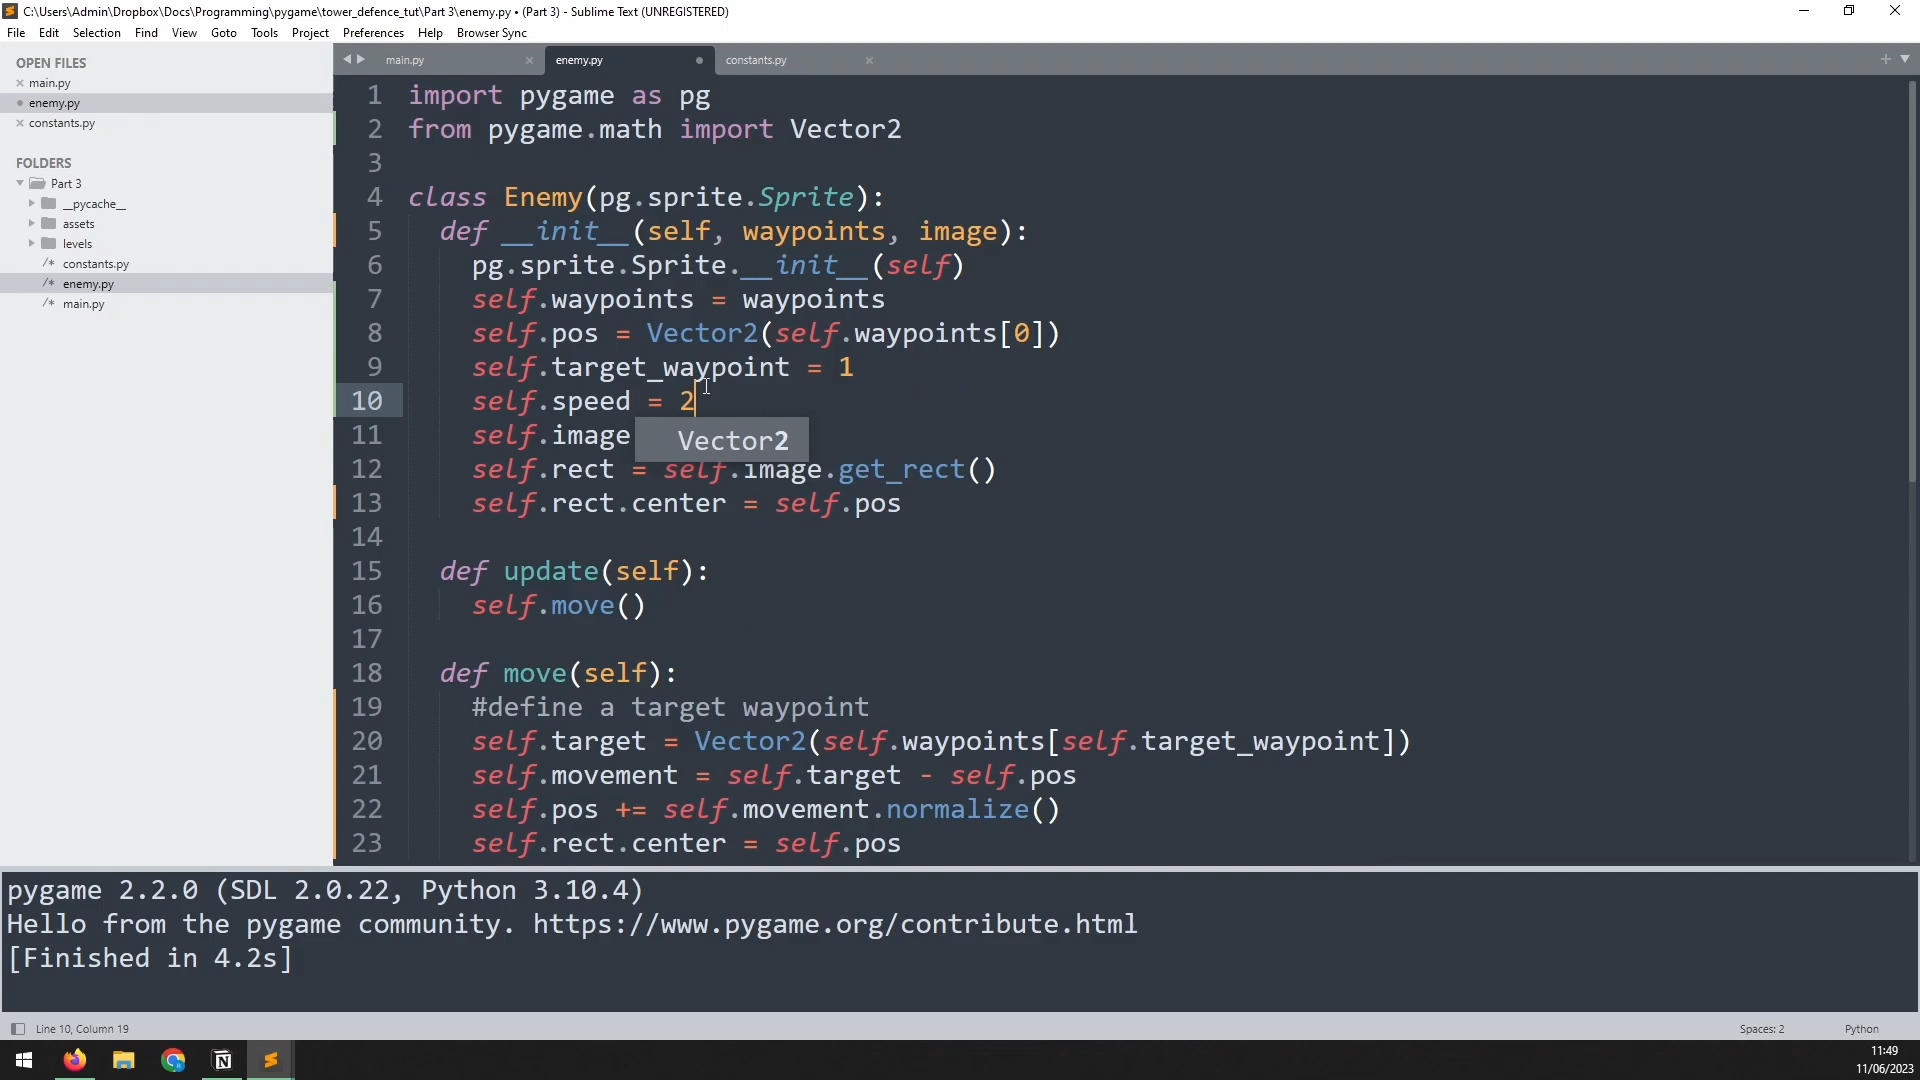 C:\Users\Admin\Dropbox\Docs\Programming\pygame\tower_defence_tut\Part 3\enemy.py • (Part 3) - Sublime Text (UNREGISTERED)
File Edit Selection Find View Goto Tools Project Preferences Help Browser Sync
OPEN FILES
main.py
enemy.py
constants.py
FOLDERS
Part 3
__pycache__
assets
levels
/* constants.py
/* enemy.py
/* main.py
main.py enemy.py constants.py
1 import pygame as pg
2 from pygame.math import Vector2
3
4 class Enemy(pg.sprite.Sprite):
5 def __init__(self, waypoints, image):
6 pg.sprite.Sprite.__init__(self)
7 self.waypoints = waypoints
8 self.pos = Vector2(self.waypoints[0])
9 self.target_waypoint = 1
10 self.speed = 2
11 self.image
Vector2
12 self.rect = self.image.get_rect()
13 self.rect.center = self.pos
14
15 def update(self):
16 self.move()
17
18 def move(self):
19 #define a target waypoint
20 self.target = Vector2(self.waypoints[self.target_waypoint])
21 self.movement = self.target - self.pos
22 self.pos += self.movement.normalize()
23 self.rect.center = self.pos
pygame 2.2.0 (SDL 2.0.22, Python 3.10.4)
Hello from the pygame community. https://www.pygame.org/contribute.html
[Finished in 4.2s]
Line 10, Column 19 Spaces: 2 Python
11:49
11/06/2023